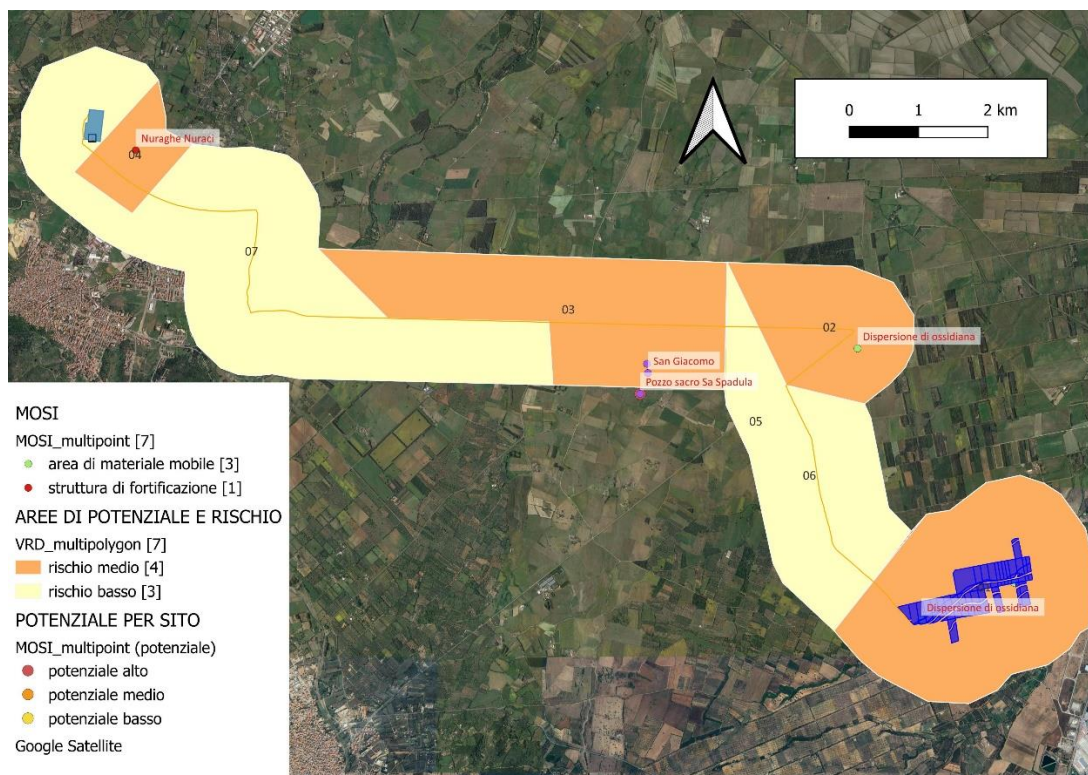 0 1 2 km
Nuraghe Nuraci
04
07
03
02
Dispersione di ossidiana
San Giacomo
Pozzo sacro Sa Spadula
05
06
Dispersione di ossidiana
MOSI
MOSI_multipoint [7]
area di materiale mobile [3]
struttura di fortificazione [1]
AREE DI POTENZIALE E RISCHIO
VRD_multipolygon [7]
rischio medio [4]
rischio basso [3]
POTENZIALE PER SITO
MOSI_multipoint (potenziale)
potenziale alto
potenziale medio
potenziale basso
Google Satellite